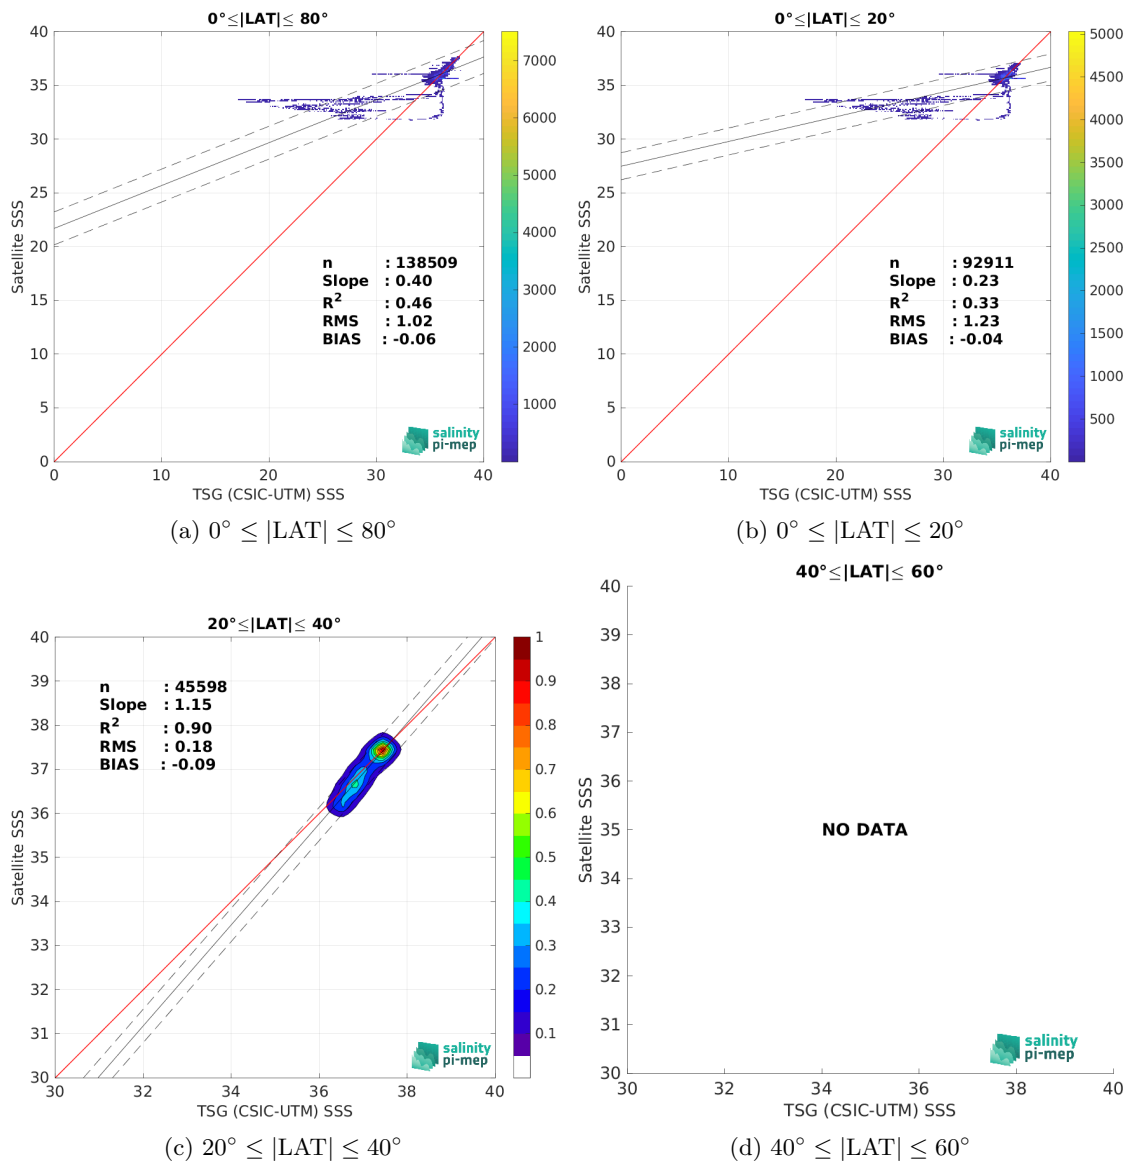 0°≤|LAT|≤ 80°
40
35
30
25
20
15
10
5
0
Satellite SSS
n : 138509
Slope : 0.40
R² : 0.46
RMS : 1.02
BIAS : -0.06
salinity
pi-mep
0 10 20 30 40
TSG (CSIC-UTM) SSS
7000
6000
5000
4000
3000
2000
1000
(a) 0° ≤ |LAT| ≤ 80°
0°≤|LAT|≤ 20°
40
35
30
25
20
15
10
5
0
Satellite SSS
n : 92911
Slope : 0.23
R² : 0.33
RMS : 1.23
BIAS : -0.04
salinity
pi-mep
0 10 20 30 40
TSG (CSIC-UTM) SSS
5000
4500
4000
3500
3000
2500
2000
1500
1000
500
(b) 0° ≤ |LAT| ≤ 20°
20°≤|LAT|≤ 40°
40
39
38
37
36
35
34
33
32
31
30
Satellite SSS
n : 45598
Slope : 1.15
R² : 0.90
RMS : 0.18
BIAS : -0.09
salinity
pi-mep
30 32 34 36 38 40
TSG (CSIC-UTM) SSS
1
0.9
0.8
0.7
0.6
0.5
0.4
0.3
0.2
0.1
(c) 20° ≤ |LAT| ≤ 40°
40°≤|LAT|≤ 60°
40
39
38
37
36
35
34
33
32
31
30
Satellite SSS
NO DATA
salinity
pi-mep
30 32 34 36 38 40
TSG (CSIC-UTM) SSS
(d) 40° ≤ |LAT| ≤ 60°